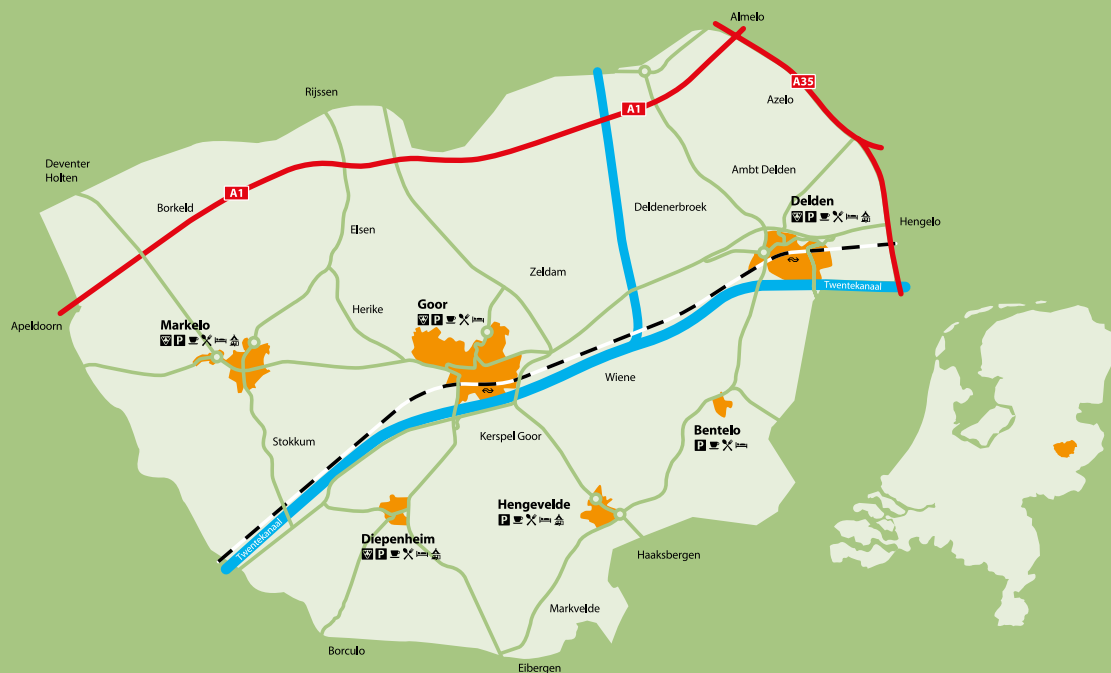 Almelo
A35
Azelo
Rijssen
A1
Deventer
Holten
Ambt Delden
A1
Borkeld
Delden
P
Deldenerbroek
Hengelo
Elsen
Zeldam
Twentekanaal
Goor
P
Herike
Apeldoorn
Markelo
P
Wiene
Bentelo
P
Kerspel Goor
Stokkum
Hengevelde
P
Diepenheim
P
Twentekanaal
Haaksbergen
Markvelde
Borculo
Eibergen